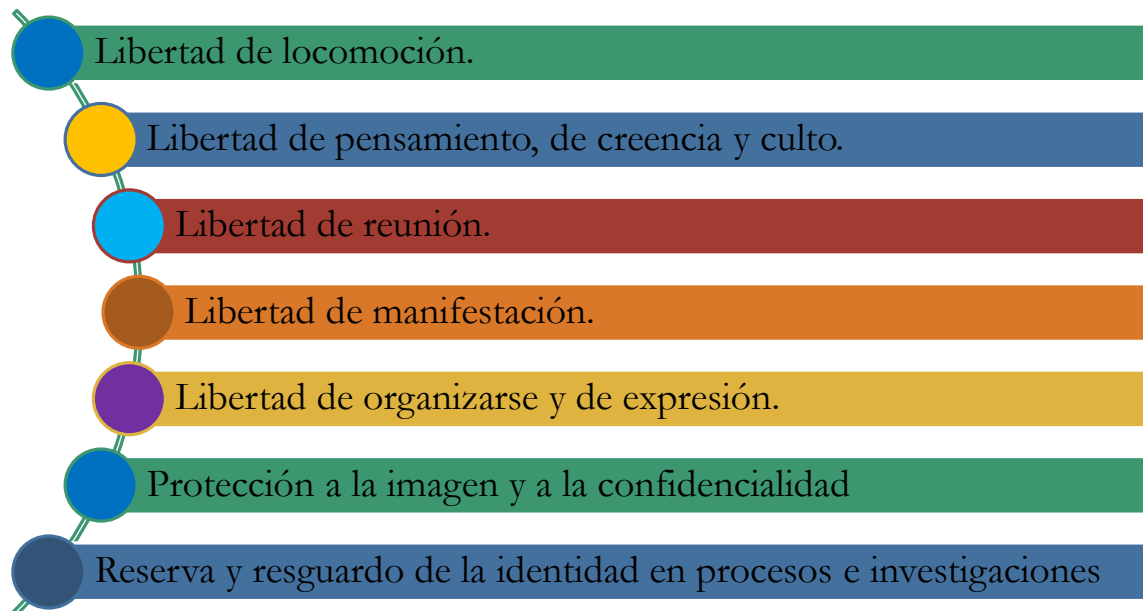 Libertad de locomoción.
Libertad de pensamiento, de creencia y culto.
Libertad de reunión.
Libertad de manifestación.
Libertad de organizarse y de expresión.
Protección a la imagen y a la confidencialidad
Reserva y resguardo de la identidad en procesos e investigaciones